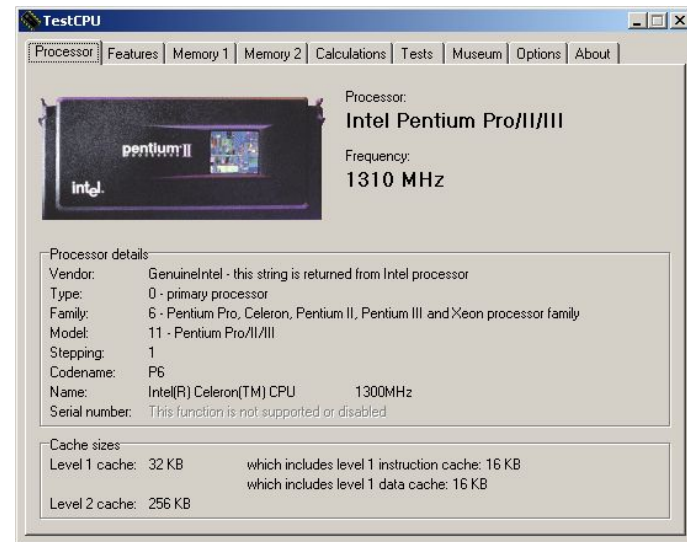 TestCPU
Processor Features Memory 1 Memory 2 Calculations Tests Museum Options About
pentium II
intel.
Processor:
Intel Pentium Pro/II/III
Frequency:
1310 MHz
Processor details
Vendor: GenuineIntel - this string is returned from Intel processor
Type: 0 - primary processor
Family: 6 - Pentium Pro, Celeron, Pentium II, Pentium III and Xeon processor family
Model: 11 - Pentium Pro/II/III
Stepping: 1
Codename: P6
Name: Intel(R) Celeron(TM) CPU 1300MHz
Serial number: This function is not supported or disabled
Cache sizes
Level 1 cache: 32 KB which includes level 1 instruction cache: 16 KB
which includes level 1 data cache: 16 KB
Level 2 cache: 256 KB